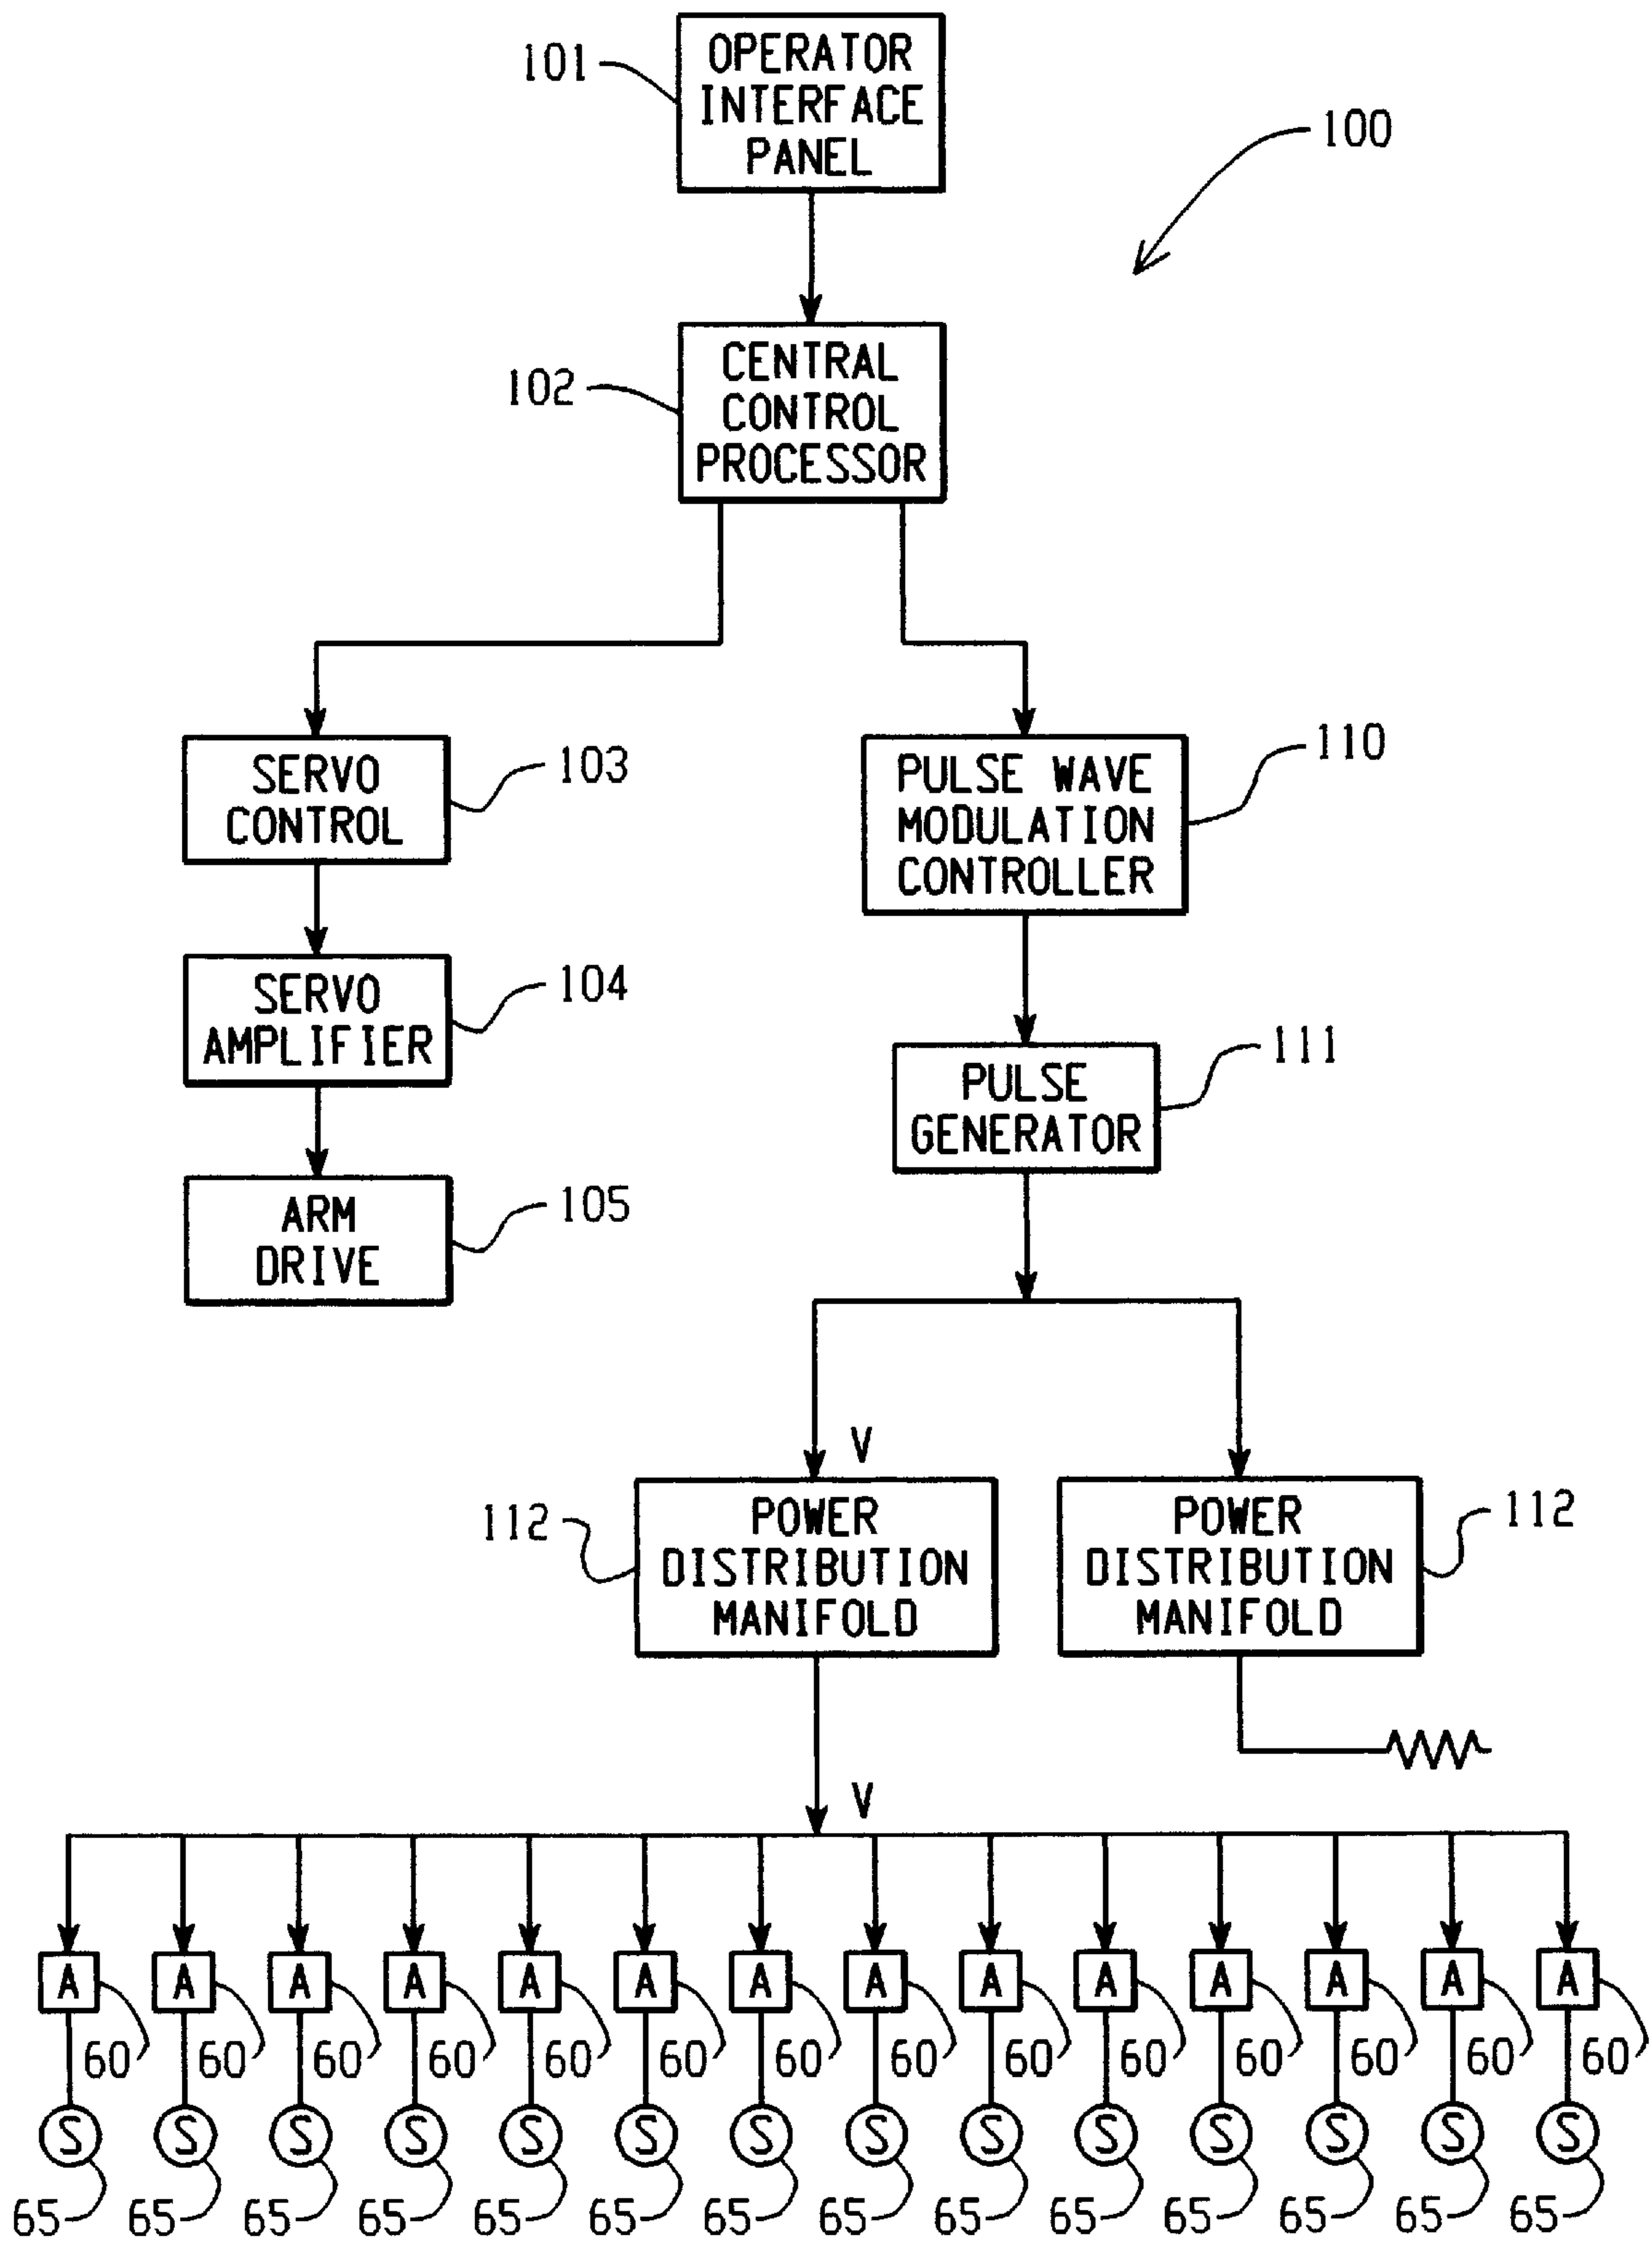 101
OPERATOR
INTERFACE
PANEL
100
102
CENTRAL
CONTROL
PROCESSOR
SERVO
CONTROL
103
PULSE WAVE
MODULATION
CONTROLLER
110
SERVO
AMPLIFIER
104
PULSE
GENERATOR
111
ARM
DRIVE
105
V
112
POWER
DISTRIBUTION
MANIFOLD
POWER
DISTRIBUTION
MANIFOLD
112
V
A A A A A A A A A A A A A A
60 60 60 60 60 60 60 60 60 60 60 60 60 60
S S S S S S S S S S S S S S
65 65 65 65 65 65 65 65 65 65 65 65 65 65